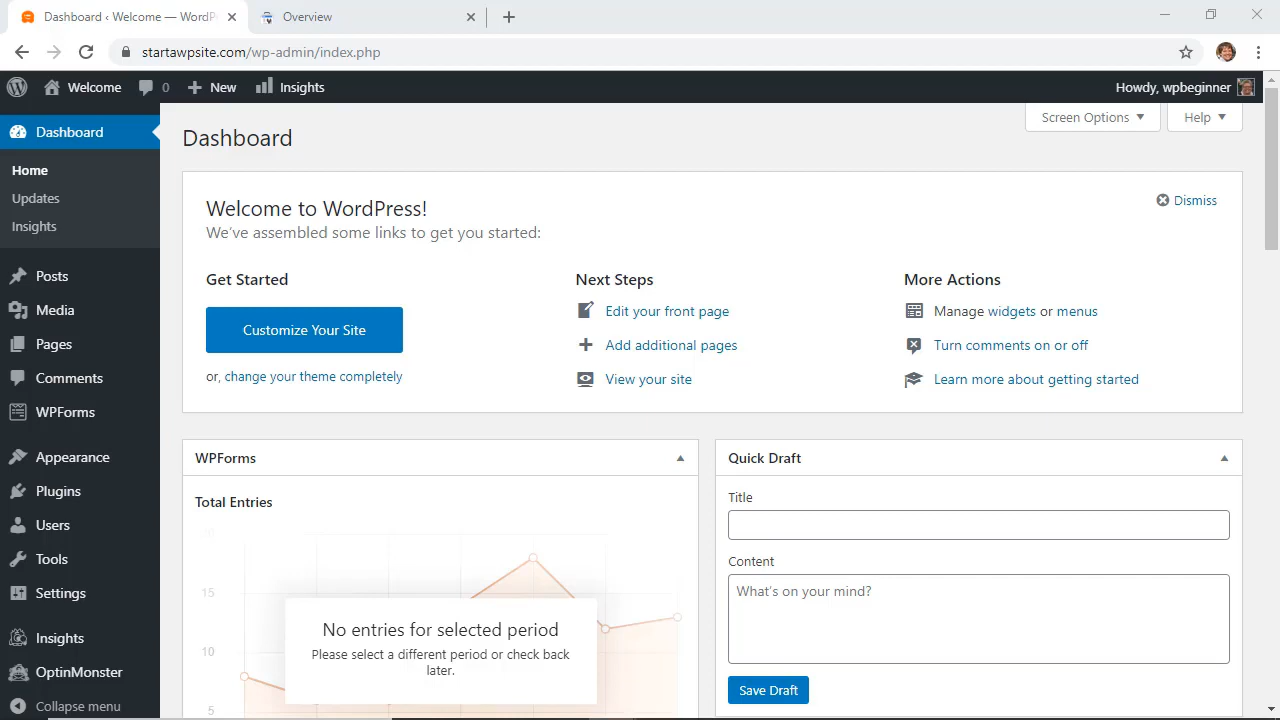 Dashboard ‹ Welcome — WordP
Overview
startawpsite.com/wp-admin/index.php
Welcome
0
New
Insights
Howdy, wpbeginner
Dashboard
Home
Updates
Insights
Posts
Media
Pages
Comments
WPForms
Appearance
Plugins
Users
Tools
Settings
Insights
OptinMonster
Collapse menu
Screen Options
Help
Dashboard
Welcome to WordPress!
We've assembled some links to get you started:
Dismiss
Get Started
Customize Your Site
or, change your theme completely
Next Steps
Edit your front page
Add additional pages
View your site
More Actions
Manage widgets or menus
Turn comments on or off
Learn more about getting started
WPForms
Total Entries
20
15
10
5
No entries for selected period
Please select a different period or check back
later.
Quick Draft
Title
Content
What's on your mind?
Save Draft